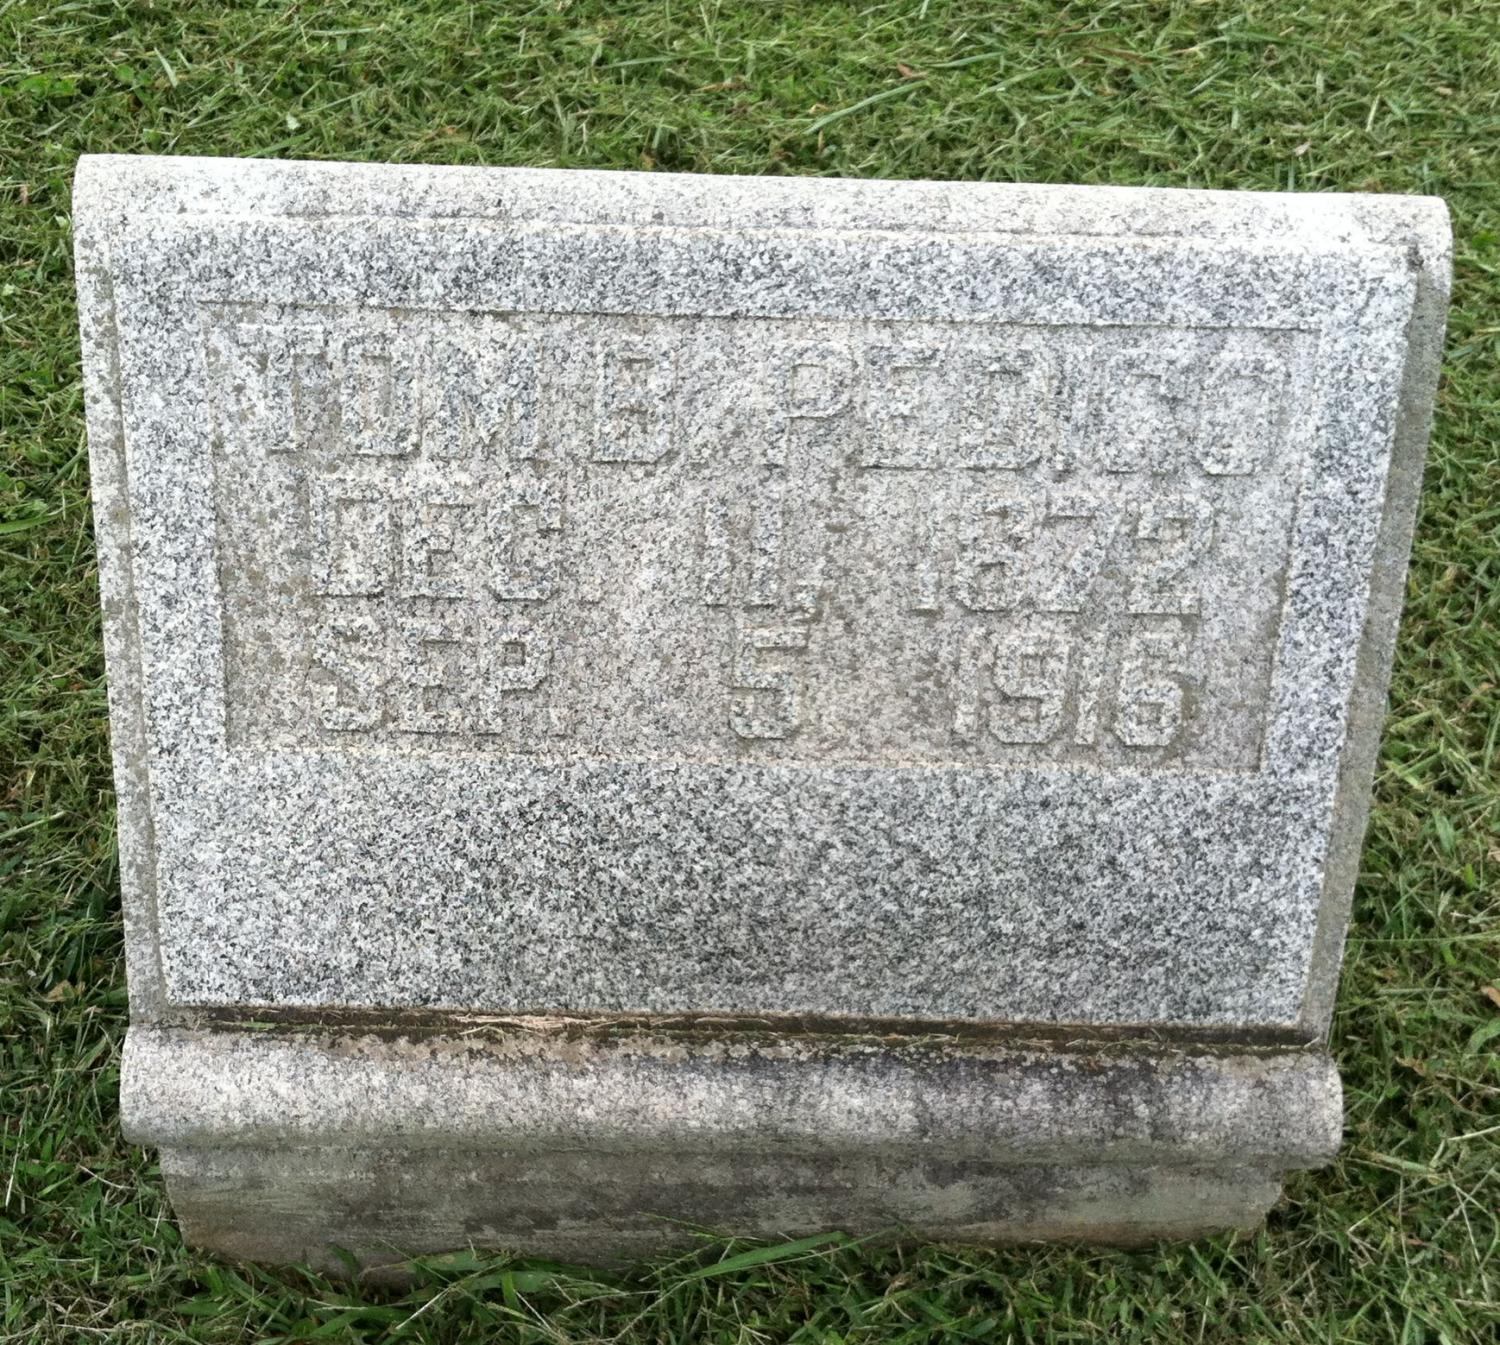 TOM B. PEDIGO
DEC. 11, 1872
SEP. 5 1916